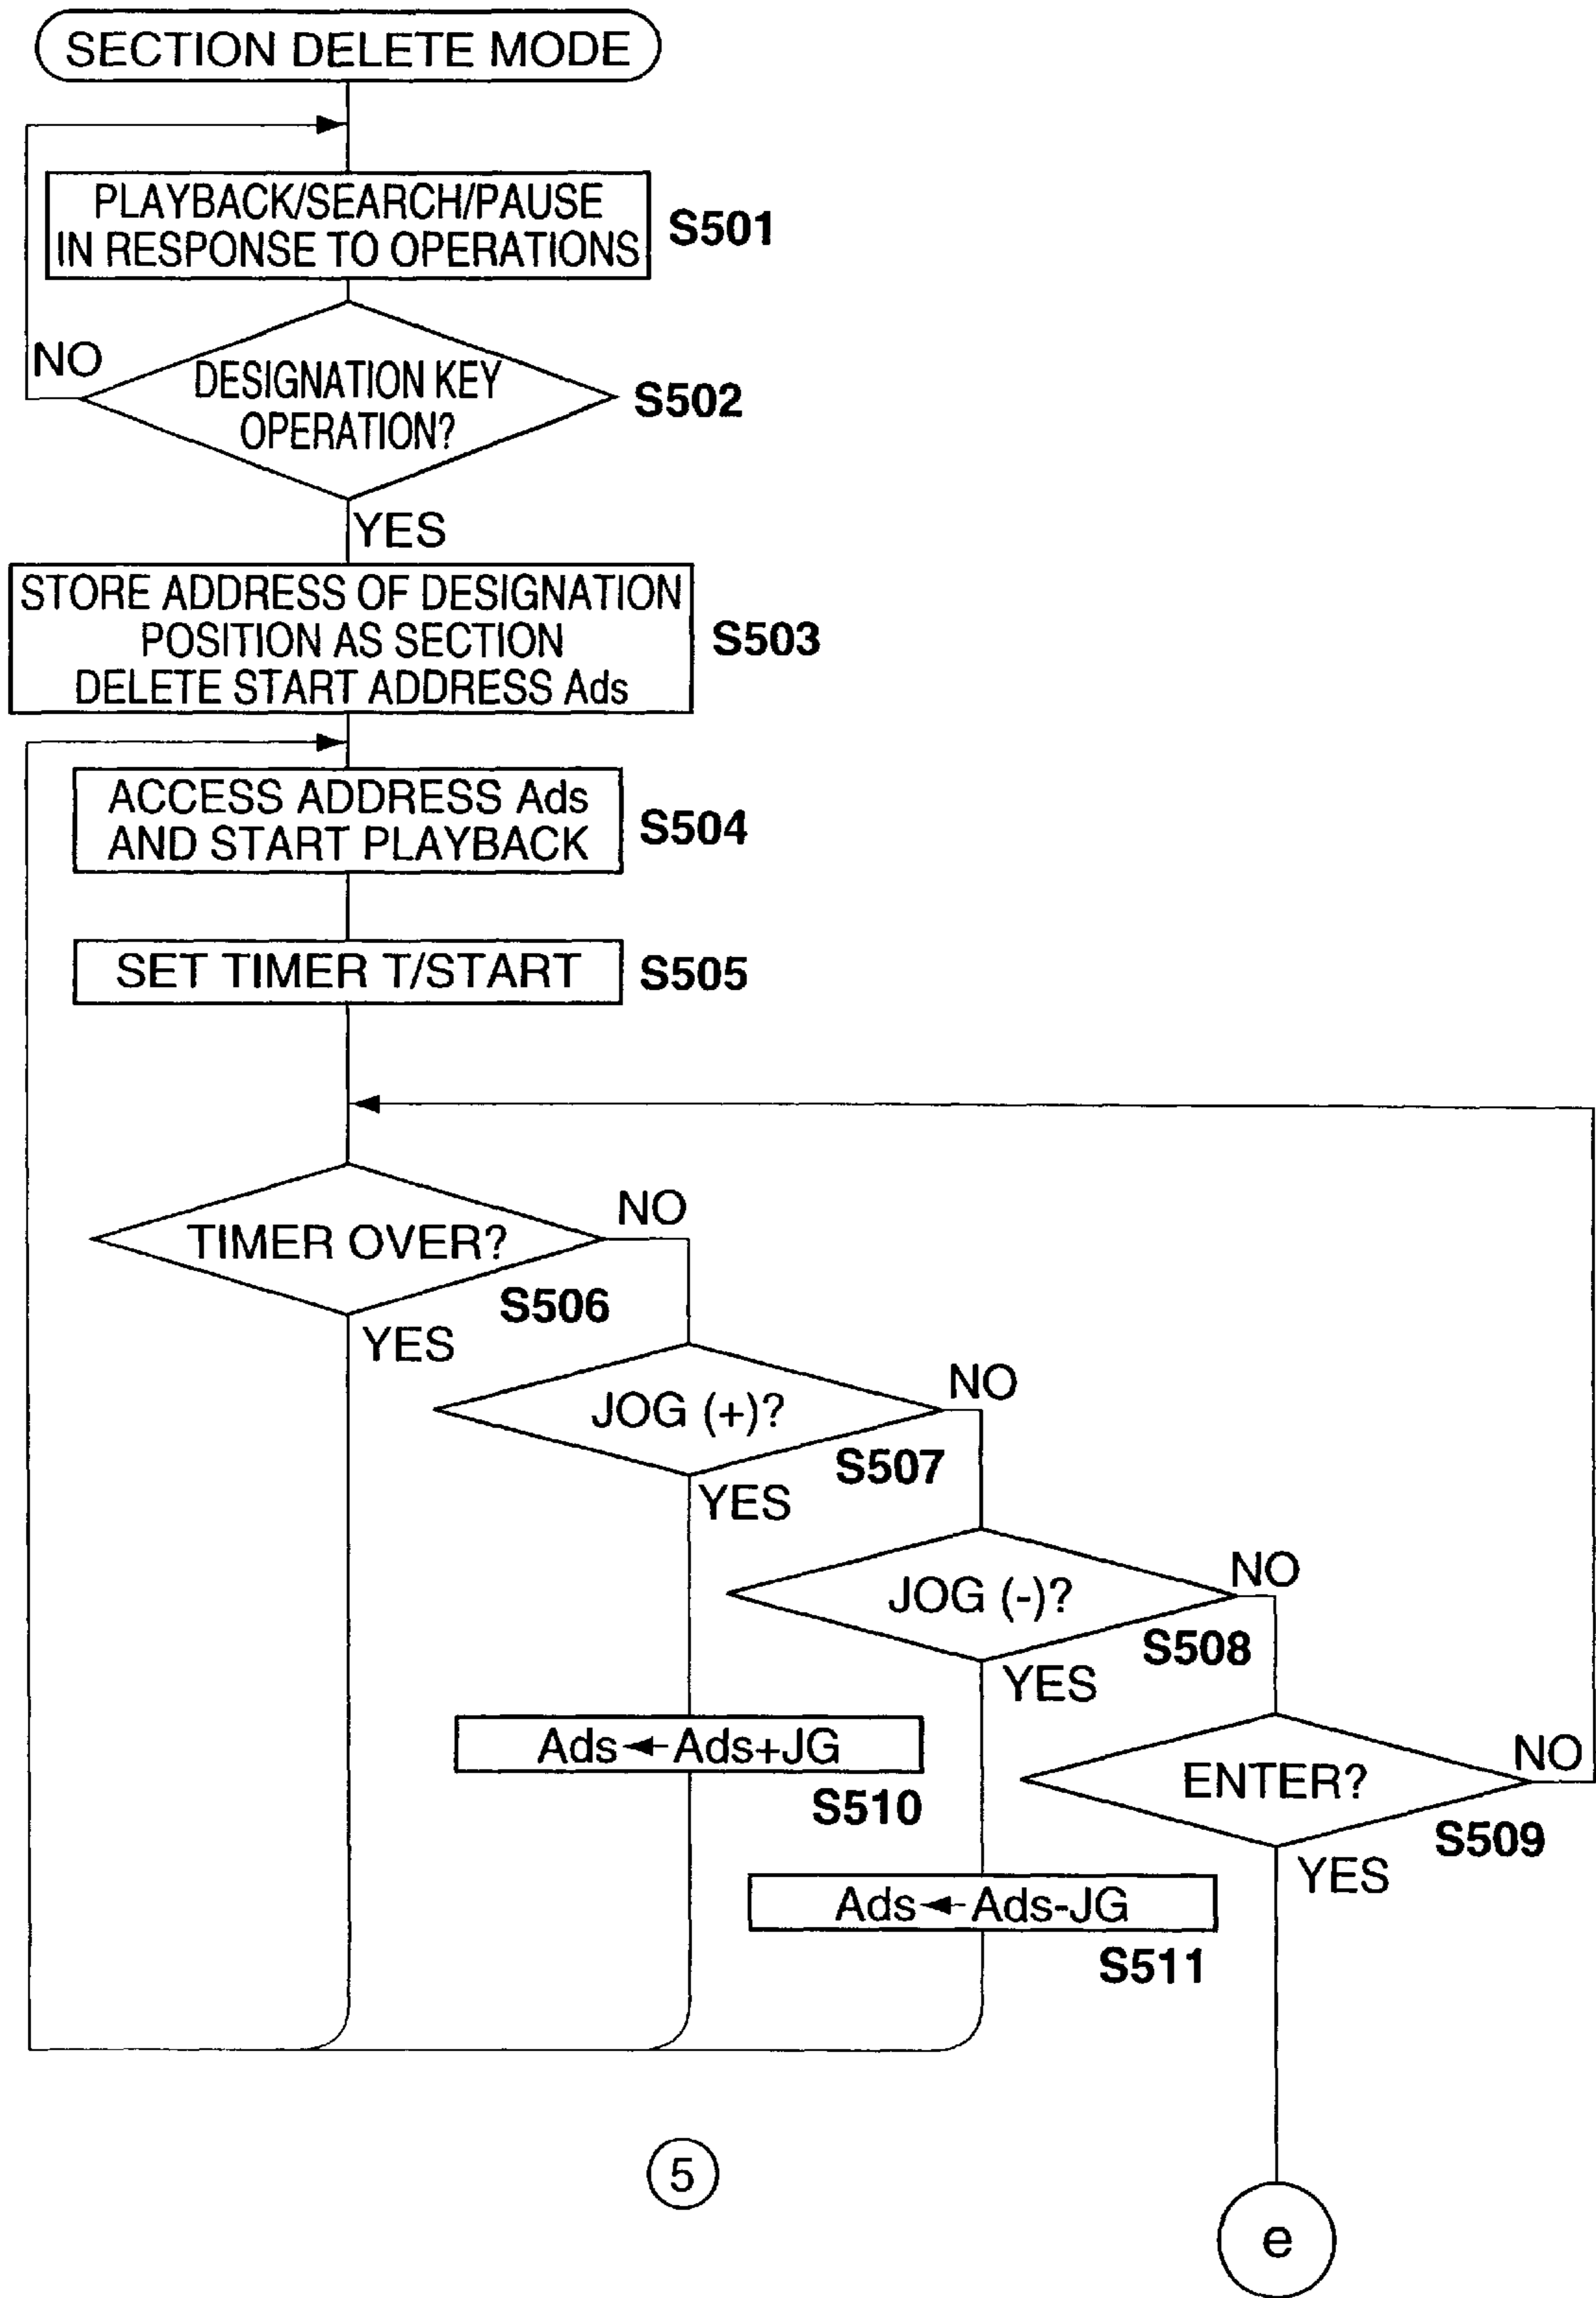 SECTION DELETE MODE
PLAYBACK/SEARCH/PAUSE
IN RESPONSE TO OPERATIONS
S501
NO
DESIGNATION KEY
OPERATION?
S502
YES
STORE ADDRESS OF DESIGNATION
POSITION AS SECTION
DELETE START ADDRESS Ads
S503
ACCESS ADDRESS Ads
AND START PLAYBACK
S504
SET TIMER T/START
S505
TIMER OVER?
NO
S506
YES
JOG (+)?
NO
S507
YES
JOG (-)?
NO
S508
YES
Ads←Ads+JG
S510
ENTER?
NO
S509
YES
Ads←Ads-JG
S511
5
e